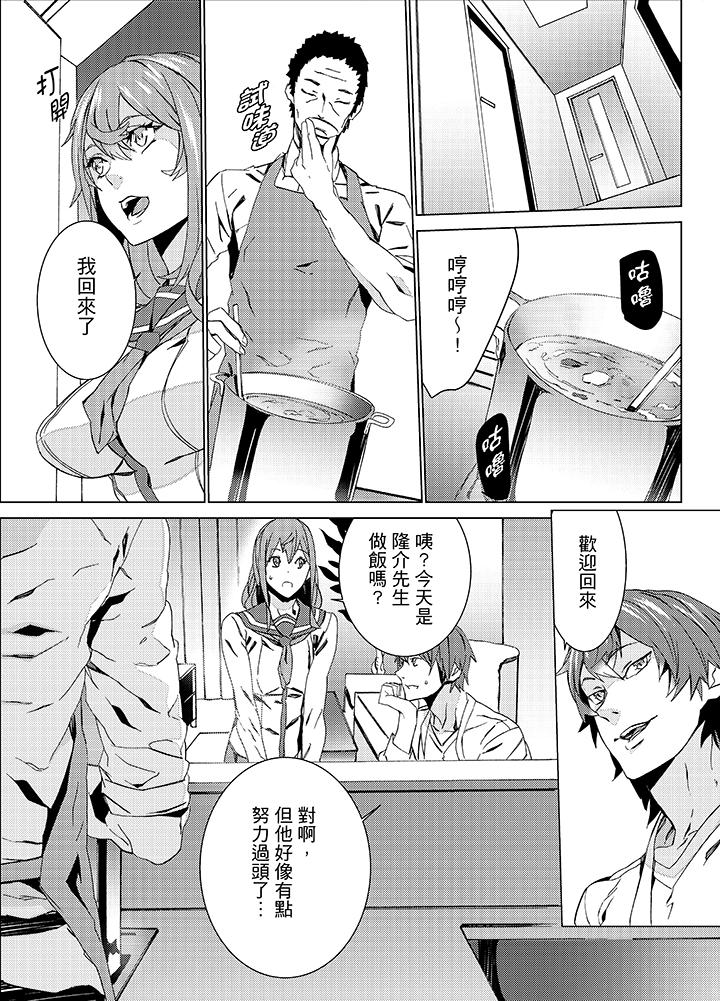 咕嚕
哼哼哼～！
咕嚕
試味道
打開
我回來了
歡迎回來
咦？今天是
隆介先生
做飯嗎？
對啊，
但他好像有點
努力過頭了…